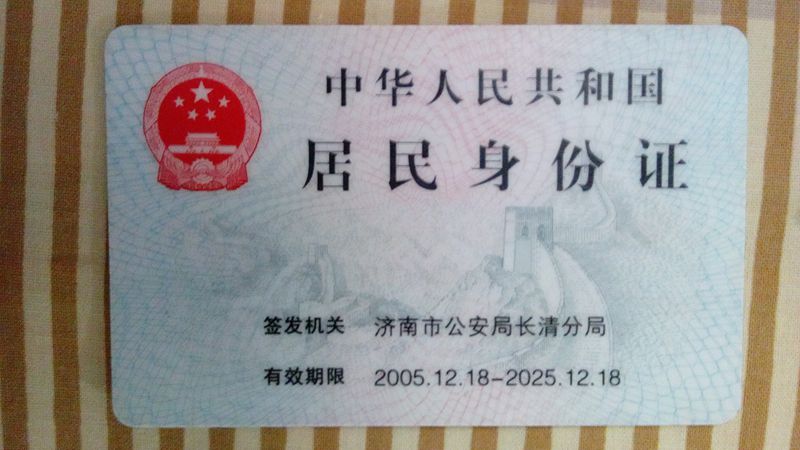 中华人民共和国
居民身份证
签发机关 济南市公安局长清分局
有效期限 2005.12.18-2025.12.18